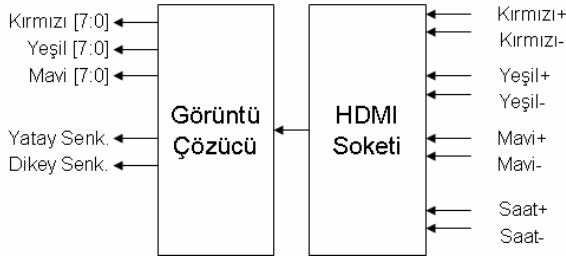 Kırmızı [7:0]
Yeşil [7:0]
Mavi [7:0]
Yatay Senk.
Dikey Senk.
Görüntü
Çözücü
HDMI
Soketi
Kırmızı+
Kırmızı-
Yeşil+
Yeşil-
Mavi+
Mavi-
Saat+
Saat-